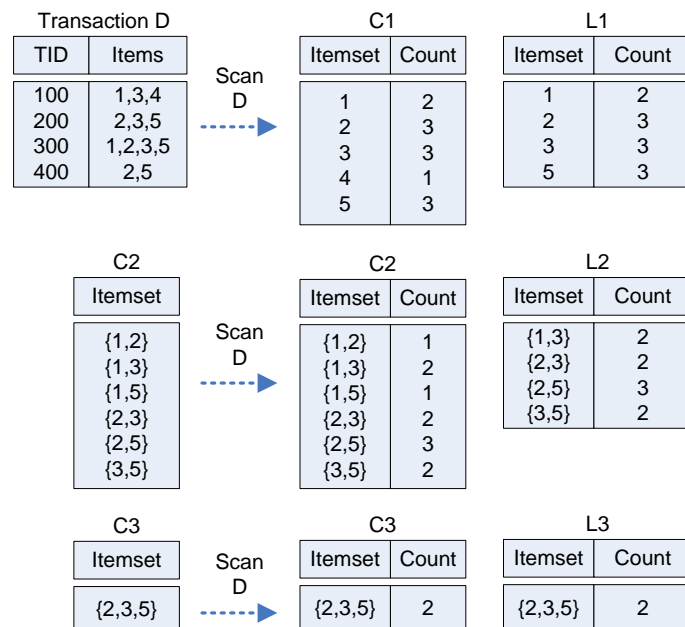 Transaction D
TID Items
100 1,3,4
200 2,3,5
300 1,2,3,5
400 2,5
Scan
D
C1
Itemset Count
1 2
2 3
3 3
4 1
5 3
L1
Itemset Count
1 2
2 3
3 3
5 3
C2
Itemset
{1,2}
{1,3}
{1,5}
{2,3}
{2,5}
{3,5}
Scan
D
C2
Itemset Count
{1,2} 1
{1,3} 2
{1,5} 1
{2,3} 2
{2,5} 3
{3,5} 2
L2
Itemset Count
{1,3} 2
{2,3} 2
{2,5} 3
{3,5} 2
C3
Itemset
{2,3,5}
Scan
D
C3
Itemset Count
{2,3,5} 2
L3
Itemset Count
{2,3,5} 2